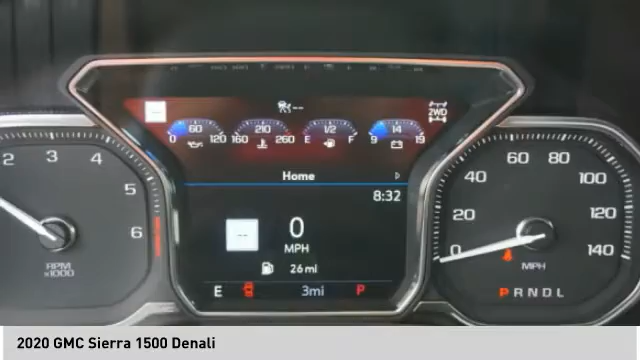 --
2WD
60 210 1/2 14
0 120 160 260 E F 9 19
Home
8:32
-- 0
MPH
26 mi
E 3mi P
2 3 4 5 6
RPM
x1000
0 20 40 60 80 100 120 140
MPH
PRNDL
2020 GMC Sierra 1500 Denali